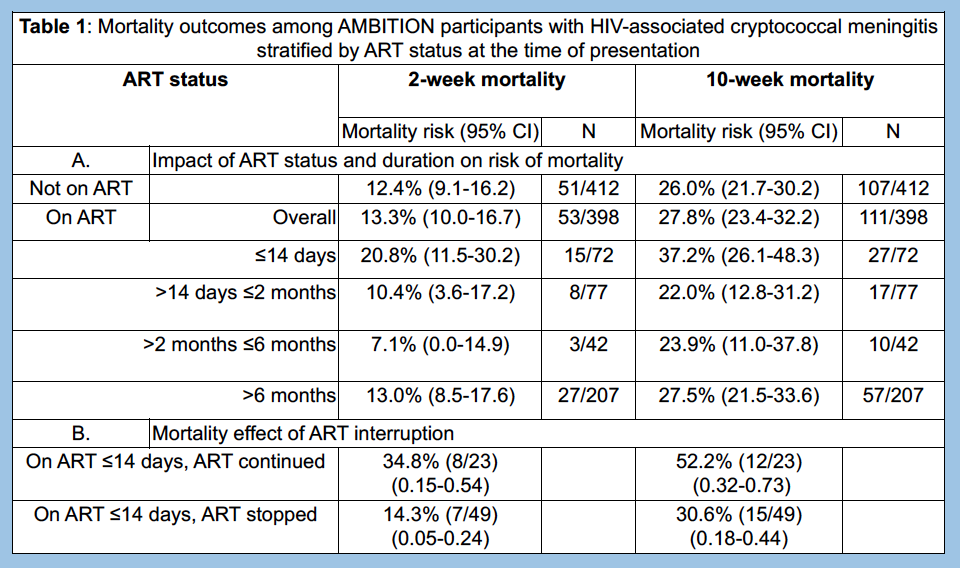 Table 1: Mortality outcomes among AMBITION participants with HIV-associated cryptococcal meningitis
stratified by ART status at the time of presentation
ART status 2-week mortality 10-week mortality
Mortality risk (95% CI) N Mortality risk (95% CI) N
A. Impact of ART status and duration on risk of mortality
Not on ART 12.4% (9.1-16.2) 51/412 26.0% (21.7-30.2) 107/412
On ART Overall 13.3% (10.0-16.7) 53/398 27.8% (23.4-32.2) 111/398
≤14 days 20.8% (11.5-30.2) 15/72 37.2% (26.1-48.3) 27/72
>14 days ≤2 months 10.4% (3.6-17.2) 8/77 22.0% (12.8-31.2) 17/77
>2 months ≤6 months 7.1% (0.0-14.9) 3/42 23.9% (11.0-37.8) 10/42
>6 months 13.0% (8.5-17.6) 27/207 27.5% (21.5-33.6) 57/207
B. Mortality effect of ART interruption
On ART ≤14 days, ART continued 34.8% (8/23) 52.2% (12/23)
(0.15-0.54) (0.32-0.73)
On ART ≤14 days, ART stopped 14.3% (7/49) 30.6% (15/49)
(0.05-0.24) (0.18-0.44)